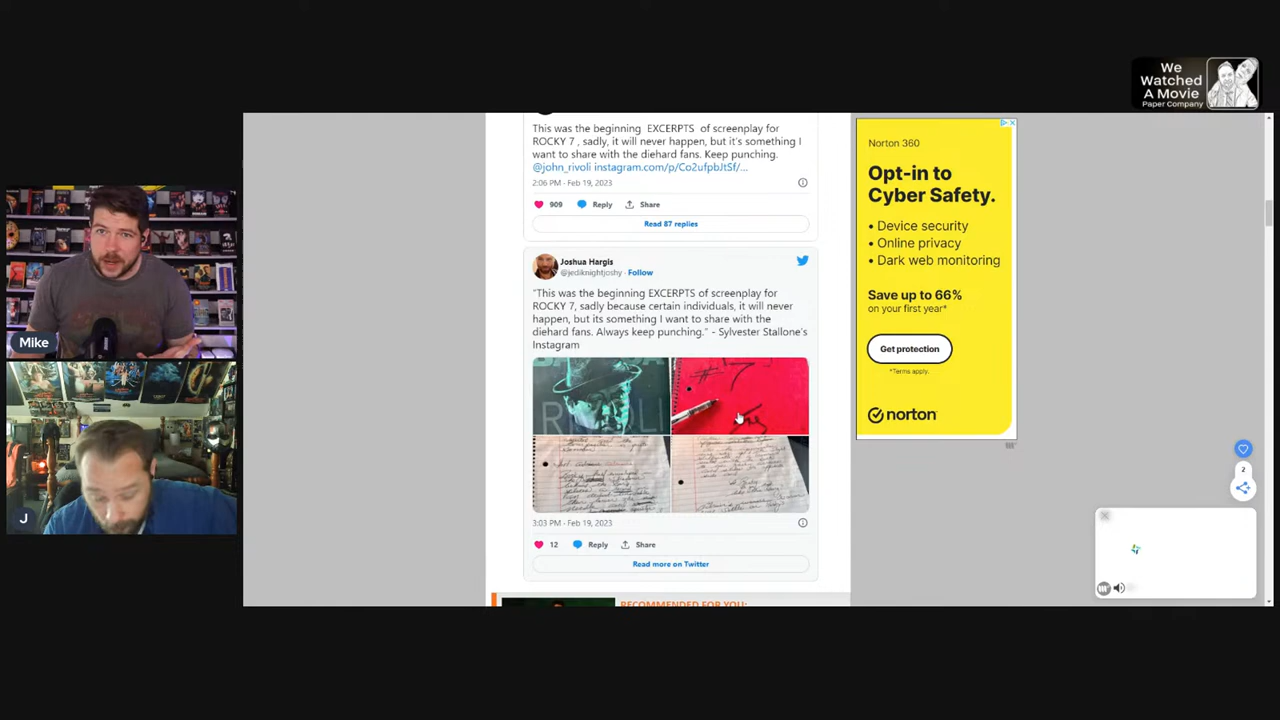 We
Watched
A Movie
Paper Company
This was the beginning EXCERPTS of screenplay for
ROCKY 7 , sadly, it will never happen, but it's something I
want to share with the diehard fans. Keep punching.
@john_rivoli instagram.com/p/Co2ufpbJtSf/...
2:06 PM · Feb 19, 2023
909 Reply Share
Read 87 replies
Joshua Hargis
@jediknightjoshy · Follow
"This was the beginning EXCERPTS of screenplay for
ROCKY 7, sadly because certain individuals, it will never
happen, but its something I want to share with the
diehard fans. Always keep punching." - Sylvester Stallone's
Instagram
RIVOLI
#7
3:03 PM · Feb 19, 2023
12 Reply Share
Read more on Twitter
RECOMMENDED FOR YOU:
Norton 360
Opt-in to
Cyber Safety.
• Device security
• Online privacy
• Dark web monitoring
Save up to 66%
on your first year*
Get protection
*Terms apply.
norton
2
Mike
J